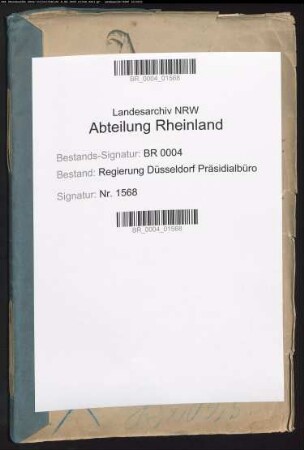 BR_0004_01568
Landesarchiv NRW
Abteilung Rheinland
Bestands-Signatur: BR 0004
Bestand: Regierung Düsseldorf Präsidialbüro
Signatur: Nr. 1568
BR_0004_01568